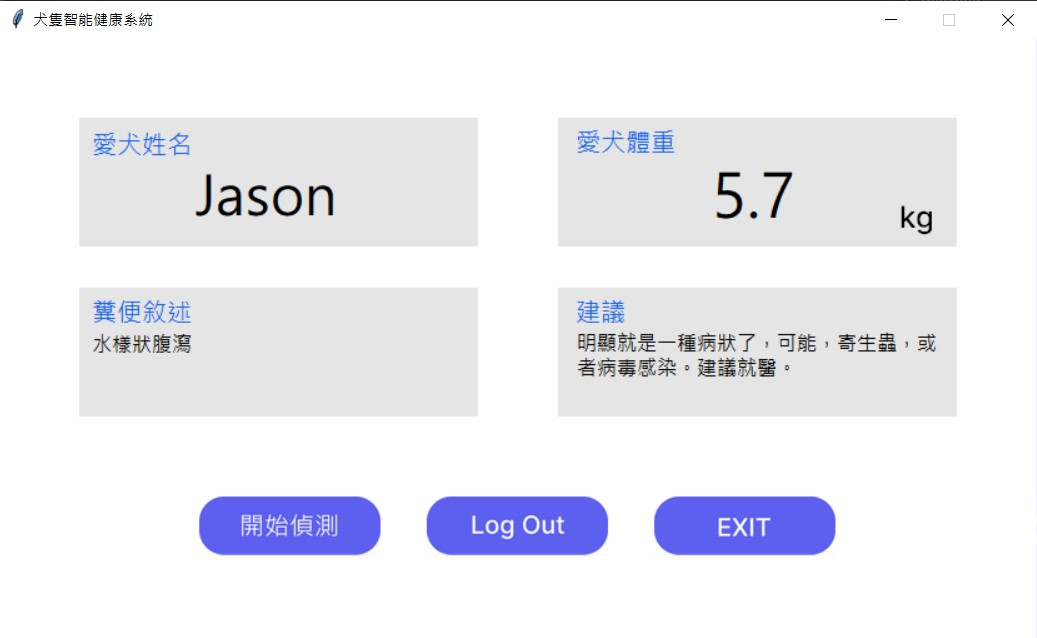 犬隻智能健康系統
愛犬姓名
Jason
愛犬體重
5.7
kg
糞便敘述
水樣狀腹瀉
建議
明顯就是一種病狀了，可能，寄生蟲，或
者病毒感染。建議就醫。
開始偵測
Log Out
EXIT